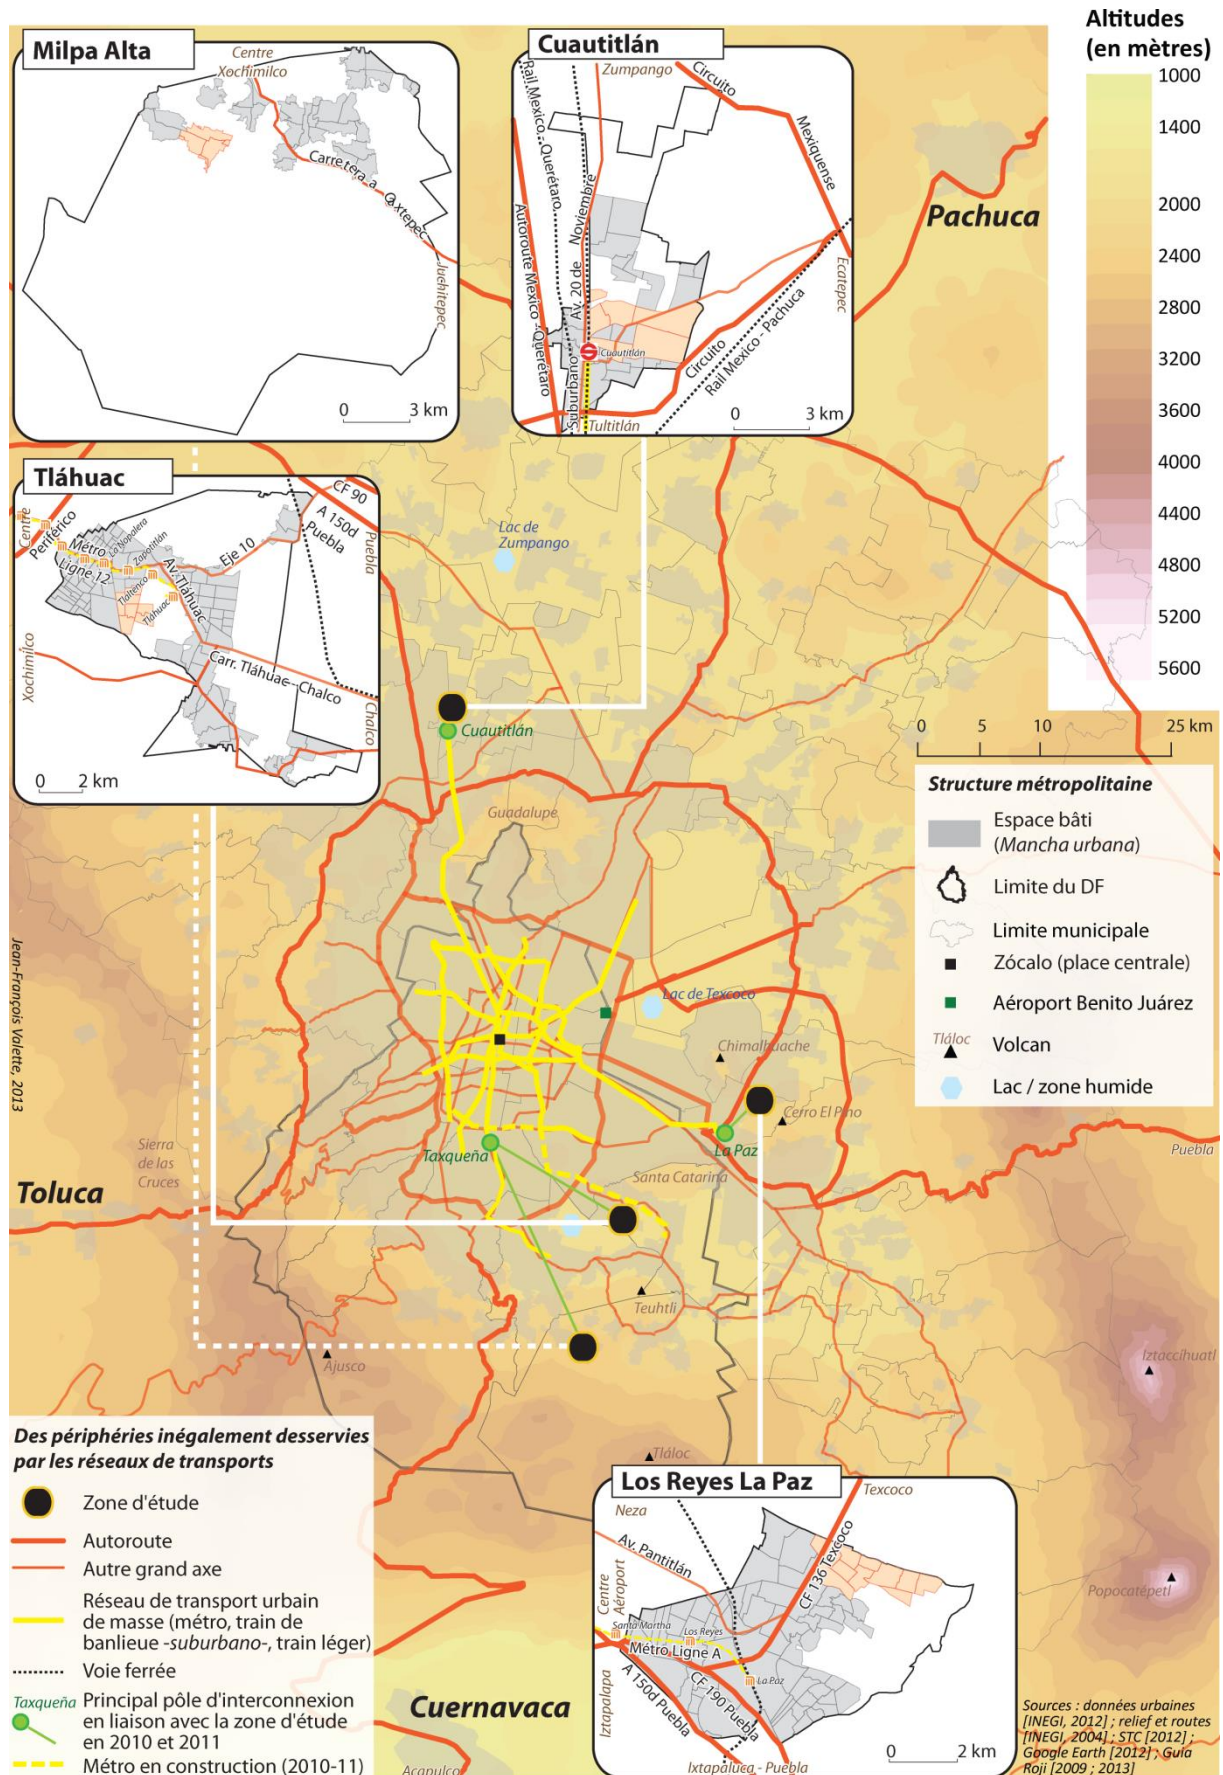 Milpa Alta
Centre
Xochimilco
Carretera a Oaxtepec
Juchitepec
0
3 km
Cuautitlán
Zumpango
Circuito
Mexiquense
Rail Mexico - Querétaro
Autoroute Mexico - Querétaro
Av. 20 de Noviembre
Suburbano
Cuautitlán
Ecatepec
Circuito
Rail Mexico - Pachuca
Tultitlán
0
3 km
Altitudes
(en mètres)
1000
1400
2000
2400
2800
3200
3600
4000
4400
4800
5200
5600
Pachuca
Tláhuac
CF 90
A 150d
Puebla
Puebla
Centre
Periférico
La Nopalera
Zapotitlán
Métro
Ligne 12
Eje 10
Av. Tláhuac
Tlaltenco
Tláhuac
Xochimilco
Carr. Tláhuac - Chalco
Chalco
0
2 km
Lac de
Zumpango
Cuautitlán
Guadalupe
0
5
10
25 km
Structure métropolitaine
Espace bâti
(Mancha urbana)
Limite du DF
Limite municipale
Zócalo (place centrale)
Aéroport Benito Juárez
Tláloc
Volcan
Lac / zone humide
Jean-François Valette, 2013
Lac de Texcoco
Chimalhuache
Cerro El Pino
La Paz
Taxqueña
Santa Catarina
Puebla
Sierra
de las
Cruces
Toluca
Teuhtli
Ajusco
Iztaccihuatl
Tláloc
Popocatépetl
Des périphéries inégalement desservies
par les réseaux de transports
Zone d'étude
Autoroute
Autre grand axe
Réseau de transport urbain
de masse (métro, train de
banlieue -suburbano-, train léger)
Voie ferrée
Taxqueña
Principal pôle d'interconnexion
en liaison avec la zone d'étude
en 2010 et 2011
Métro en construction (2010-11)
Cuernavaca
Acapulco
Los Reyes La Paz
Texcoco
Neza
Av. Pantitlán
CF 136 Texcoco
Centre
Aéroport
Santa Martha
Los Reyes
Métro Ligne A
La Paz
Iztapalapa
A 150d Puebla
CF 190 Puebla
Ixtapaluca - Puebla
0
2 km
Sources : données urbaines
[INEGI, 2012] ; relief et routes
[INEGI, 2004] ; STC [2012] ;
Google Earth [2012] ; Guía
Roji [2009 ; 2013]